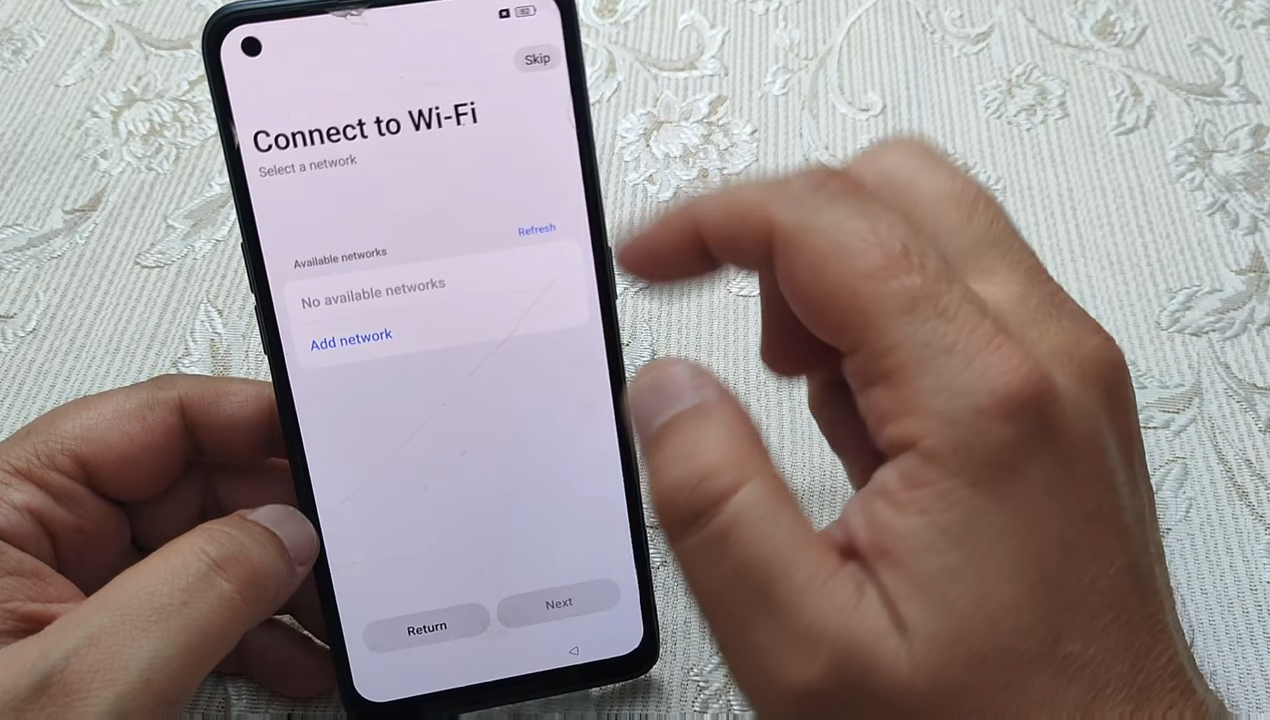 Skip
Connect to Wi-Fi
Select a network
Refresh
Available networks
No available networks
Add network
Return
Next